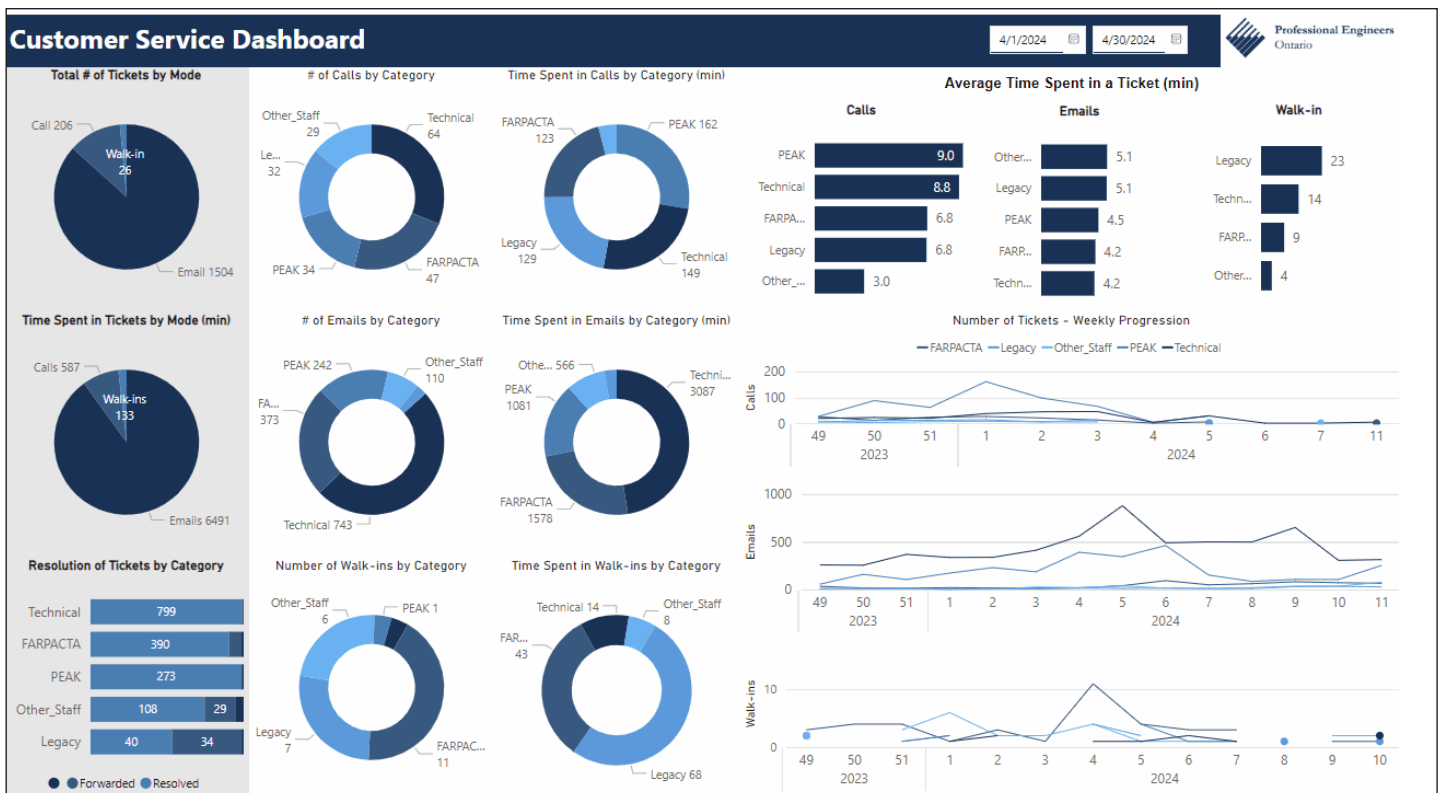 Customer Service Dashboard
4/1/2024
4/30/2024
Professional Engineers
Ontario
Total # of Tickets by Mode
Call 206
Walk-in
26
Email 1504
# of Calls by Category
Other_Staff
29
Technical
64
Le...
32
PEAK 34
FARPACTA
47
Time Spent in Calls by Category (min)
FARPACTA
123
PEAK 162
Legacy
129
Technical
149
Average Time Spent in a Ticket (min)
Calls
PEAK 9.0
Technical 8.8
FARPA... 6.8
Legacy 6.8
Other_... 3.0
Emails
Other... 5.1
Legacy 5.1
PEAK 4.5
FARP... 4.2
Techn... 4.2
Walk-in
Legacy 23
Techn... 14
FARP... 9
Other... 4
Time Spent in Tickets by Mode (min)
Calls 587
Walk-ins
133
Emails 6491
# of Emails by Category
PEAK 242
Other_Staff
110
FA...
373
Technical 743
Time Spent in Emails by Category (min)
Othe... 566
Techni...
3087
PEAK
1081
FARPACTA
1578
Number of Tickets - Weekly Progression
FARPACTA Legacy Other_Staff PEAK Technical
Calls
200
100
0
49 50 51 1 2 3 4 5 6 7 11
2023 2024
Emails
1000
500
0
49 50 51 1 2 3 4 5 6 7 8 9 10 11
2023 2024
Walk-ins
10
0
49 50 51 1 2 3 4 5 6 7 8 9 10
2023 2024
Resolution of Tickets by Category
Technical 799
FARPACTA 390
PEAK 273
Other_Staff 108 29
Legacy 40 34
Forwarded Resolved
Number of Walk-ins by Category
Other_Staff
6
PEAK 1
Legacy
7
FARPAC...
11
Time Spent in Walk-ins by Category
Technical 14
Other_Staff
8
FAR...
43
Legacy 68